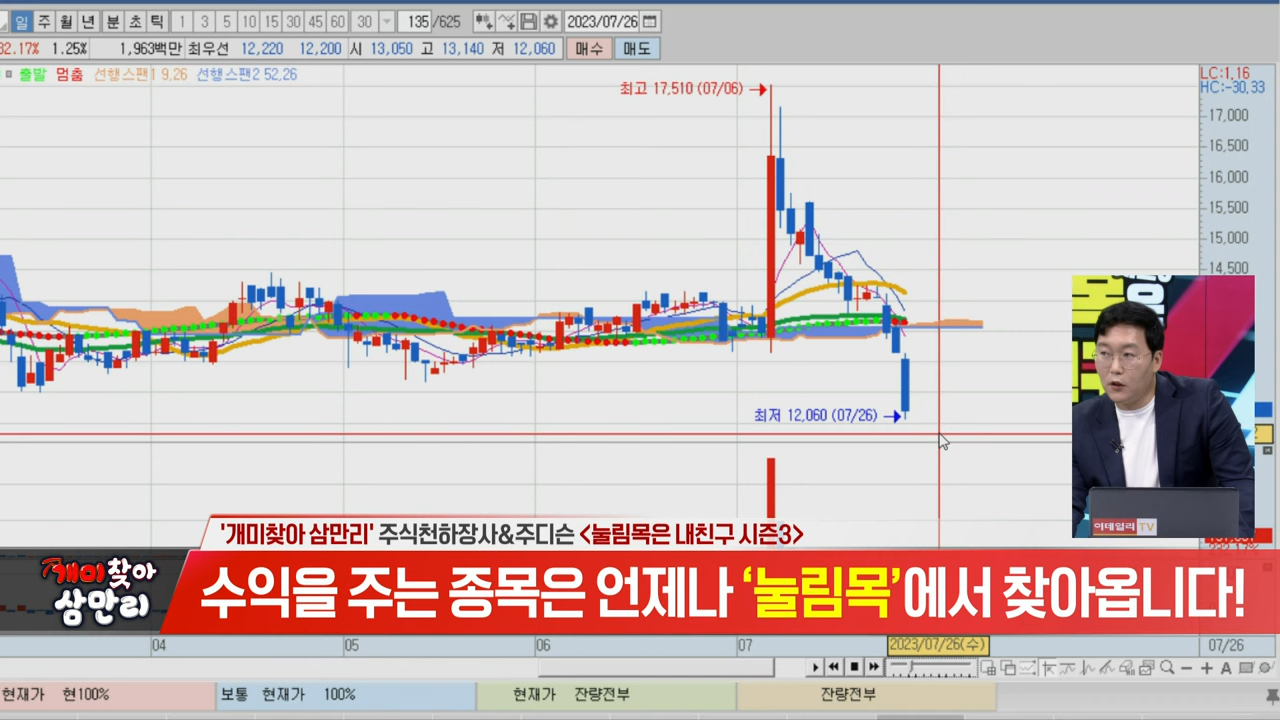 일 주 월 년 분 초 틱 1 3 5 10 15 30 45 60 30 135 /625 2023/07/26
32.17% 1.25% 1,963백만 최우선 12,220 12,200 시 13,050 고 13,140 저 12,060 매수 매도
출발 멈춤 선행스팬1 9,26 선행스팬2 52,26
LC:1,16
HC:-30,33
최고 17,510 (07/06)
17,000
16,500
16,000
15,500
15,000
14,500
최저 12,060 (07/26)
이데일리 TV
'개미찾아 삼만리' 주식천하장사&주디슨 <눌림목은 내친구 시즌3>
개미찾아
삼만리
수익을 주는 종목은 언제나 '눌림목'에서 찾아옵니다!
04 05 06 07 2023/07/26(수) 07/26
현재가 현100% 보통 현재가 100% 현재가 잔량전부 잔량전부